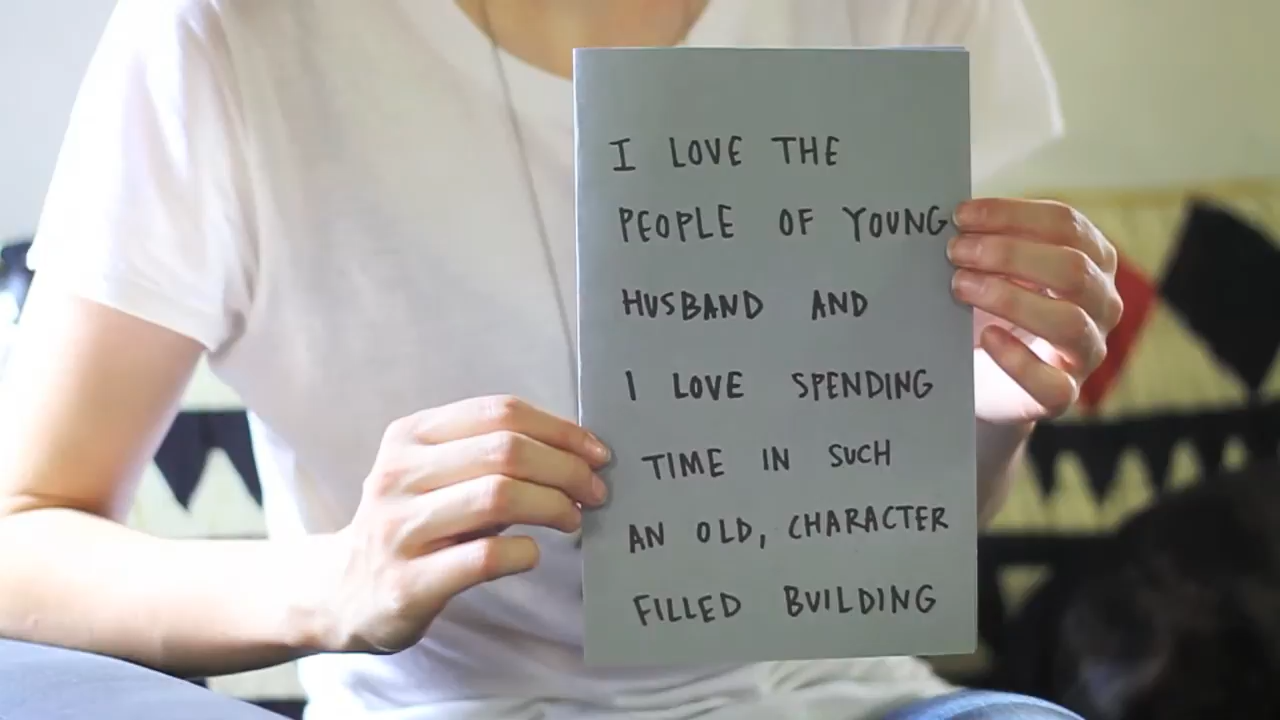 I LOVE THE
PEOPLE OF YOUNG
HUSBAND AND
I LOVE SPENDING
TIME IN SUCH
AN OLD, CHARACTER
FILLED BUILDING